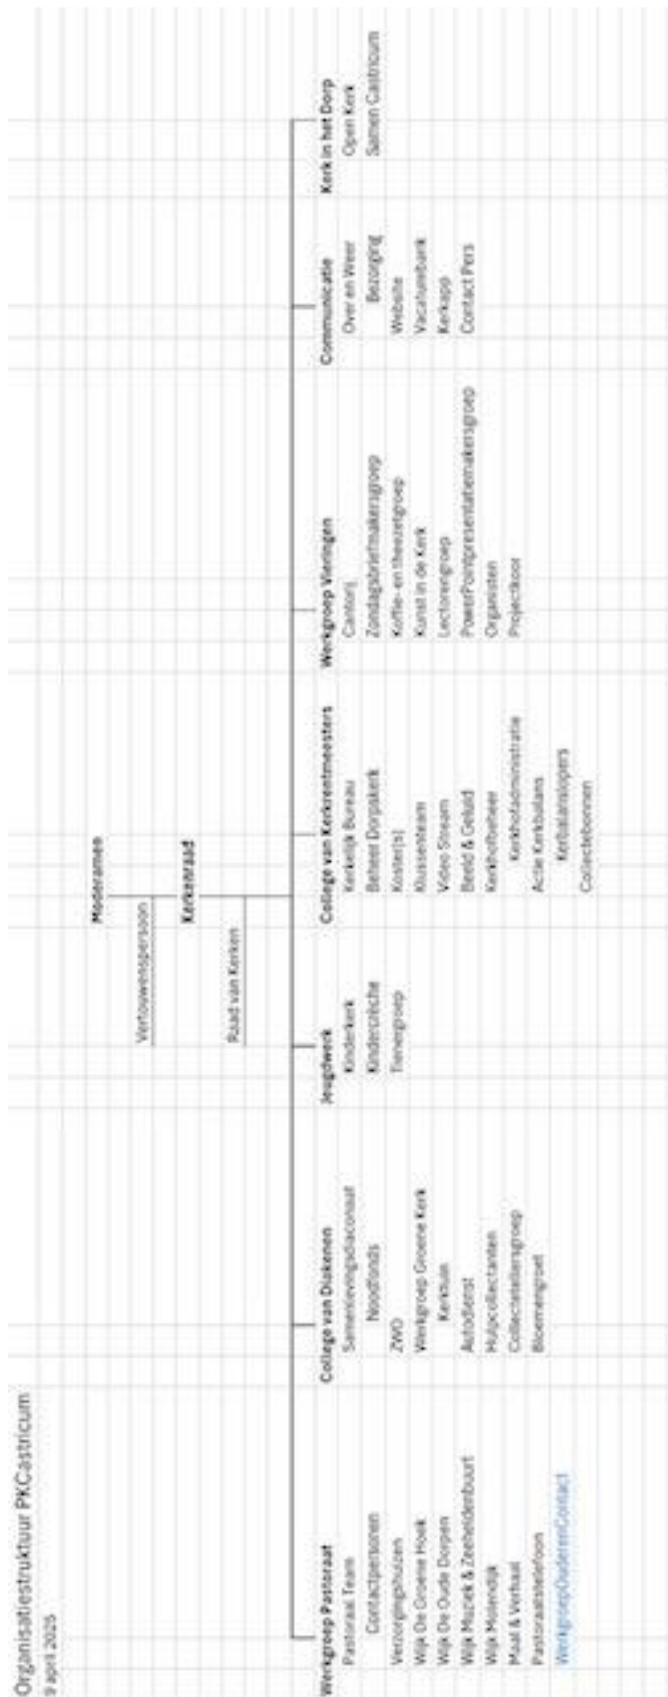 Organisatiestruktuur PKCastricum
9 april 2025
Moderamen
Vertouwenspersoon
Kerkenraad
Raad van Kerken
Werkgroep Pastoraat
Pastoraal Team
Contactpersonen
Verzorgingshuizen
Wijk De Groene Hoek
Wijk De Oude Dorpen
Wijk Muziek & Zeeheldenbuurt
Wijk Molendijk
Maal & Verhaal
Pastoraatstelefoon
WerkgroepOuderenContact
College van Diakenen
Samenlevingsdiaconaat
Noodfonds
ZWO
Werkgroep Groene Kerk
Kerktuin
Autodienst
Hulpcollectanten
Collectetellersgroep
Bloemengroet
Jeugdwerk
Kinderkerk
Kindercrèche
Tienergroep
College van Kerkrentmeesters
Kerkelijk Bureau
Beheer Dorpskerk
Koster(s)
Klussenteam
Video Stream
Beeld & Geluid
Kerkhofbeheer
Kerkhofadministratie
Actie Kerkbalans
Kerbalanslopers
Collectebonnen
Werkgroep Vieringen
Cantorij
Zondagsbriefmakersgroep
Koffie- en theezetgroep
Kunst in de Kerk
Lectorengroep
PowerPointpresentatiemakersgroep
Organisten
Projectkoor
Communicatie
Over en Weer
Bezorging
Website
Vacaturebank
Kerkapp
Contact Pers
Kerk in het Dorp
Open Kerk
Samen Castricum